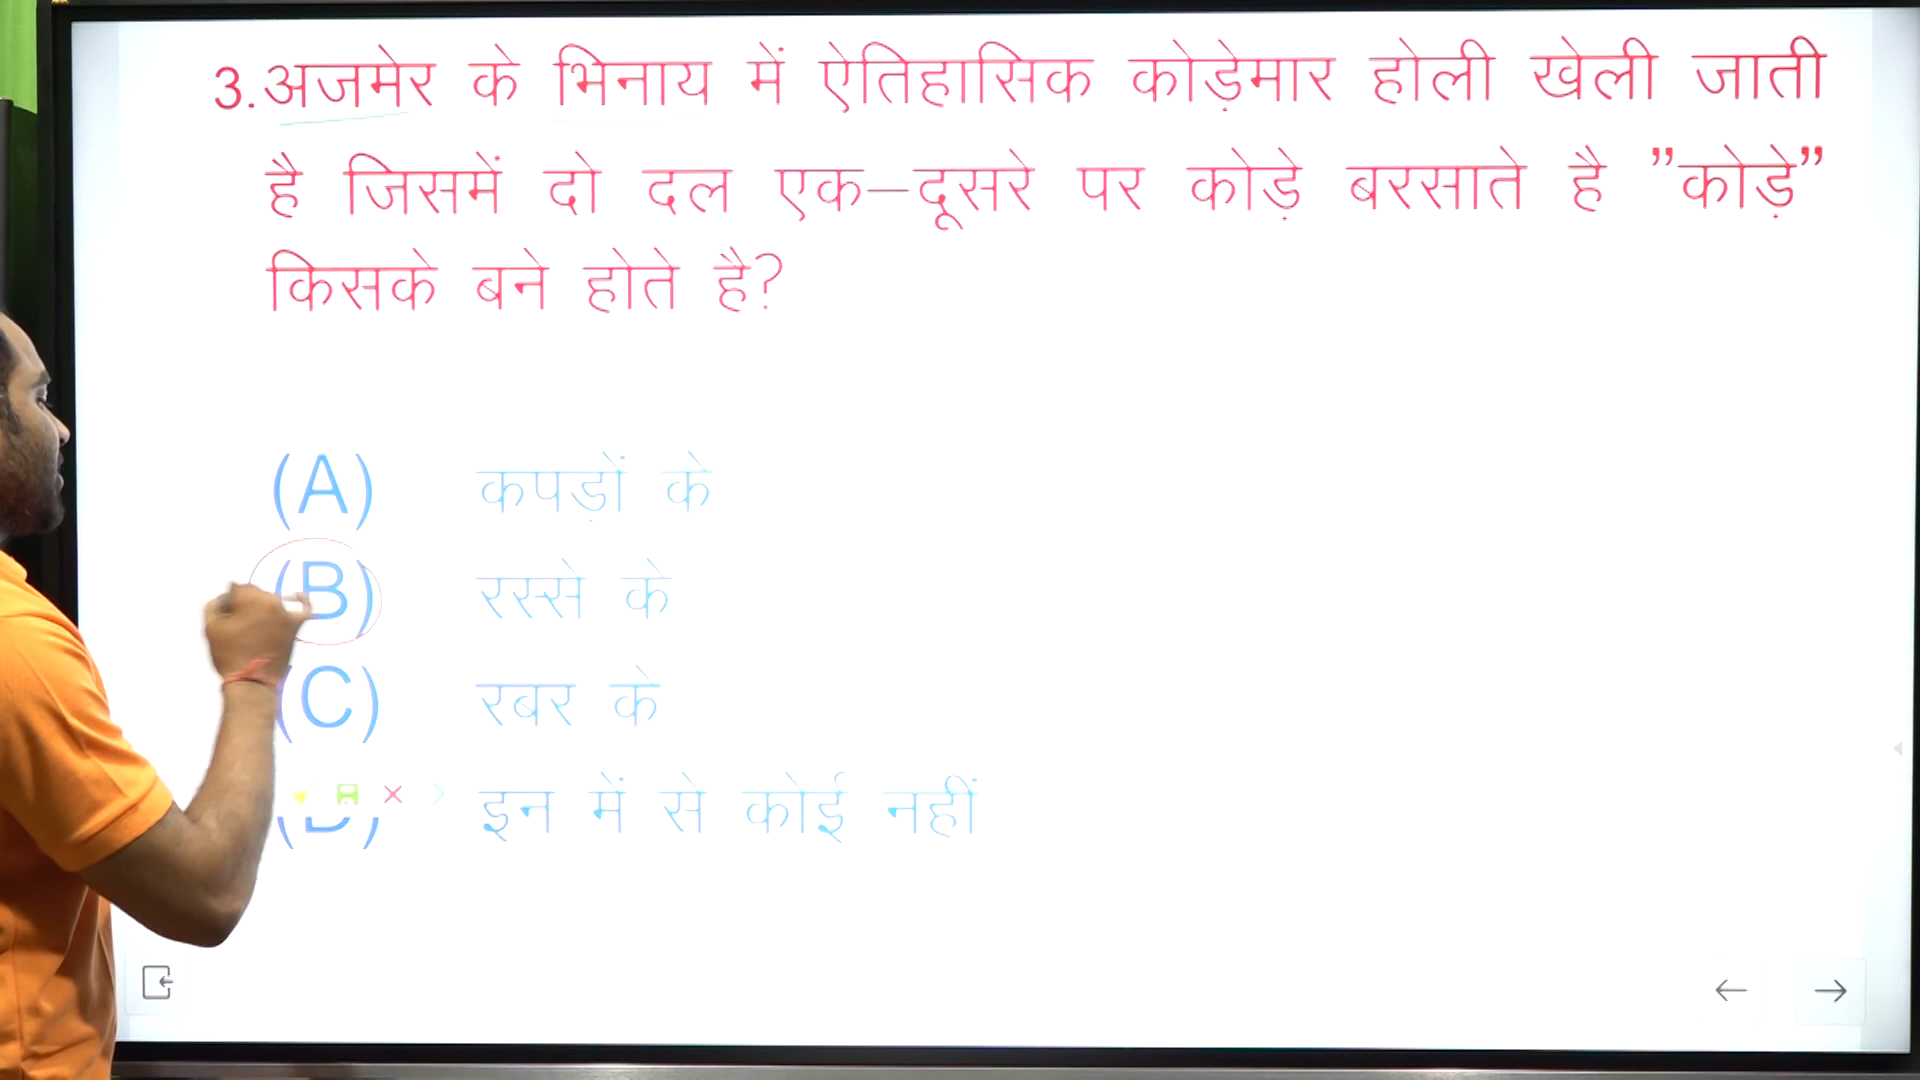 3. अजमेर के भिनाय में ऐतिहासिक कोड़ेमार होली खेली जाती
है जिसमें दो दल एक–दूसरे पर कोड़े बरसाते है ”कोड़े”
किसके बने होते है?
(A) कपड़ों के
(B) रस्से के
(C) रबर के
(D) इन में से कोई नहीं